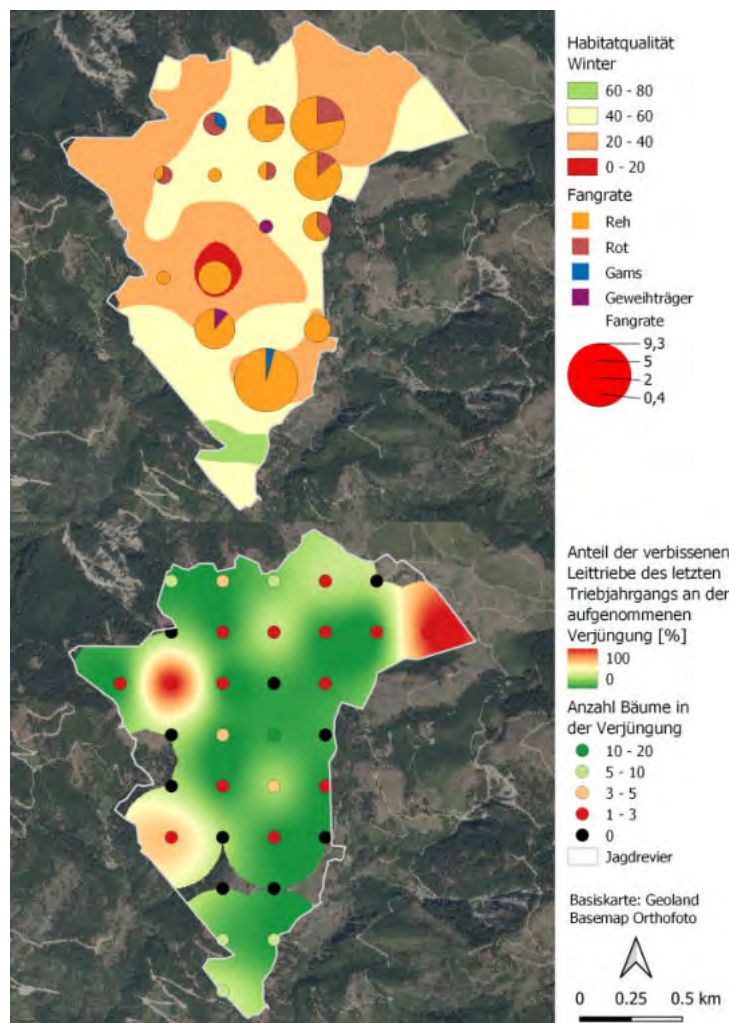 Habitatqualität
Winter
60 - 80
40 - 60
20 - 40
0 - 20
Fangrate
Reh
Rot
Gams
Geweihträger
Fangrate
9,3
5
2
0,4
Anteil der verbissenen
Leittriebe des letzten
Triebjahrgangs an der
aufgenommenen
Verjüngung [%]
100
0
Anzahl Bäume in
der Verjüngung
10 - 20
5 - 10
3 - 5
1 - 3
0
Jagdrevier
Basiskarte: Geoland
Basemap Orthofoto
0 0.25 0.5 km